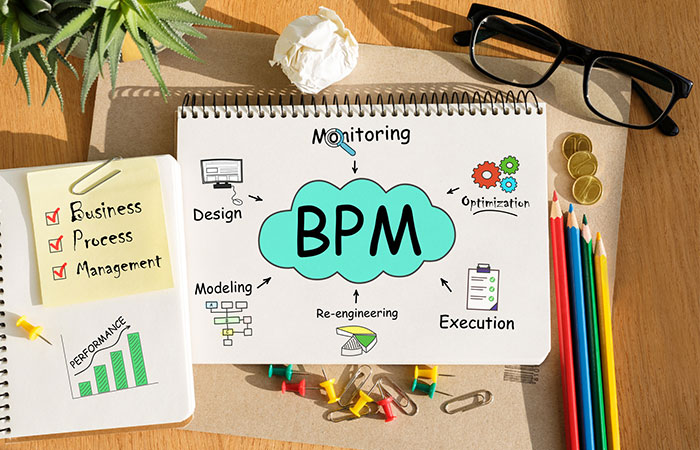 Business
Process
Management
PERFORMANCE
Monitoring
Design
Optimization
BPM
Modeling
Re-engineering
Execution